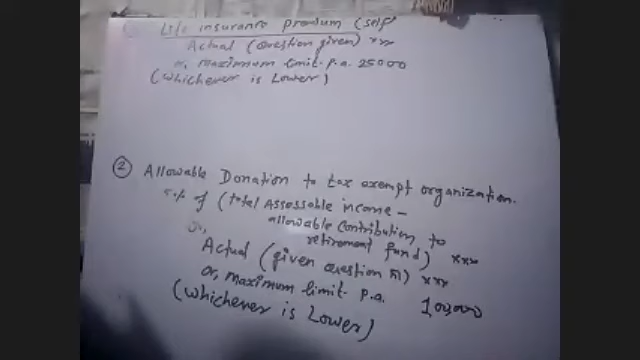 Life insurance premium (self)
Actual (question given) xxx
or, maximum limit p.a. 25000
(whichever is Lower)
② Allowable Donation to tax exempt organization.
5% of (total Assessable income -
allowable contribution to
retirement fund) xxx
or,
Actual (given question मा) xxx
or, maximum limit p.a. 100000
(whichever is Lower)